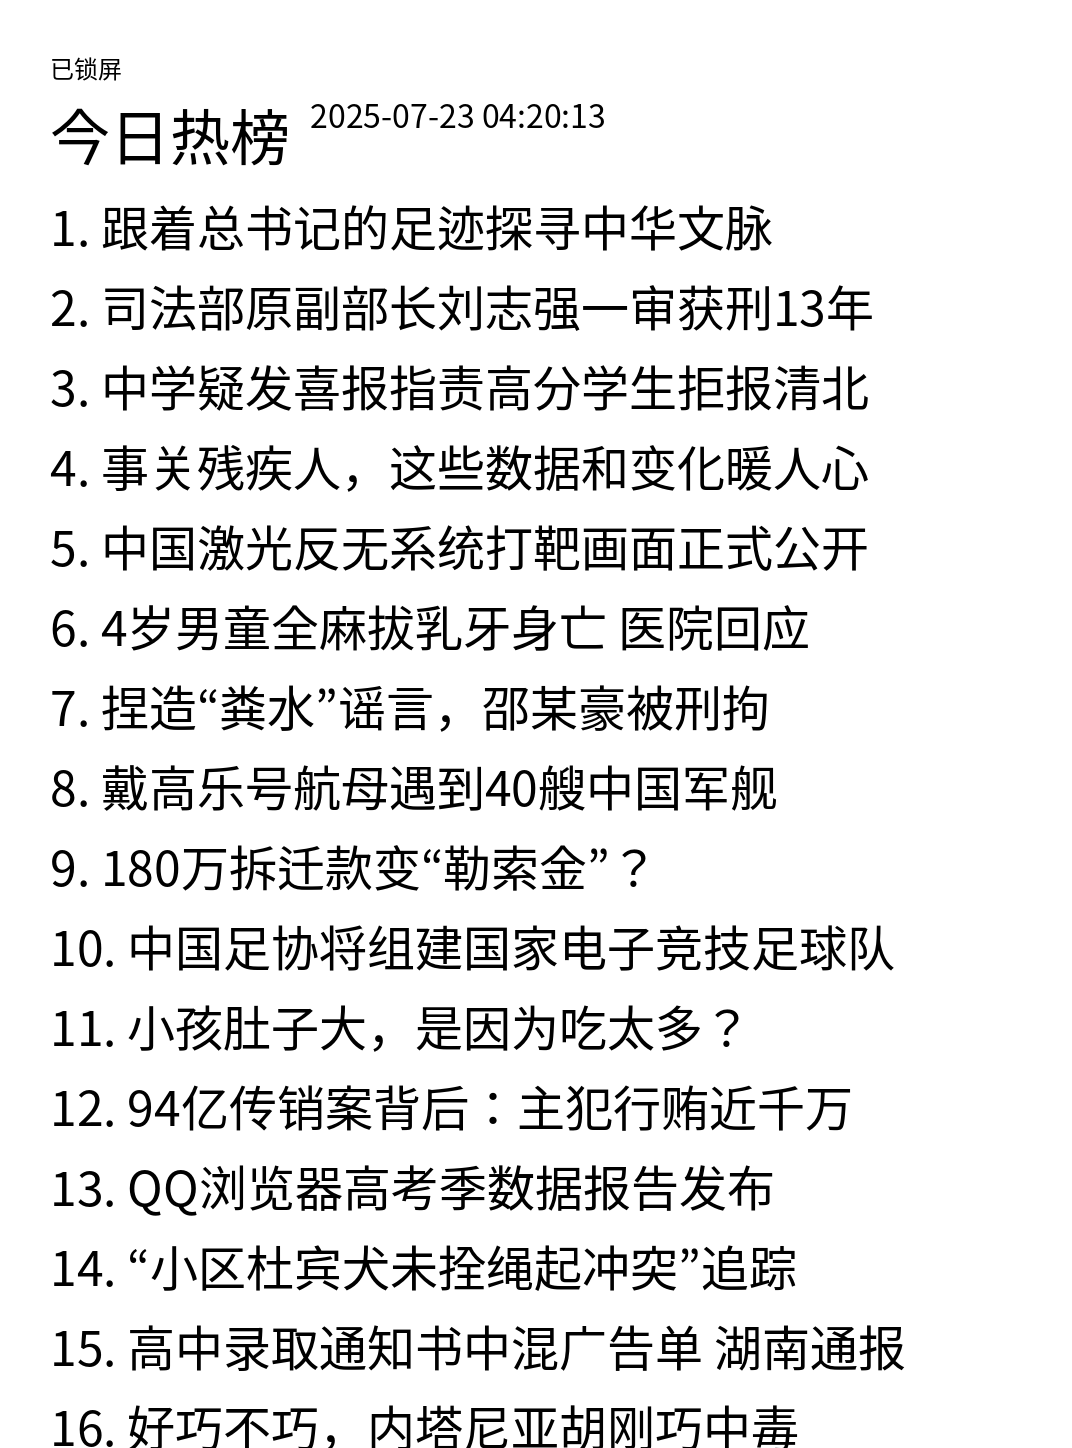 已锁屏
今日热榜 2025-07-23 04:20:13
1. 跟着总书记的足迹探寻中华文脉
2. 司法部原副部长刘志强一审获刑13年
3. 中学疑发喜报指责高分学生拒报清北
4. 事关残疾人，这些数据和变化暖人心
5. 中国激光反无系统打靶画面正式公开
6. 4岁男童全麻拔乳牙身亡 医院回应
7. 捏造“粪水”谣言，邵某豪被刑拘
8. 戴高乐号航母遇到40艘中国军舰
9. 180万拆迁款变“勒索金”？
10. 中国足协将组建国家电子竞技足球队
11. 小孩肚子大，是因为吃太多？
12. 94亿传销案背后：主犯行贿近千万
13. QQ浏览器高考季数据报告发布
14. “小区杜宾犬未拴绳起冲突”追踪
15. 高中录取通知书中混广告单 湖南通报
16. 好巧不巧，内塔尼亚胡刚巧中毒